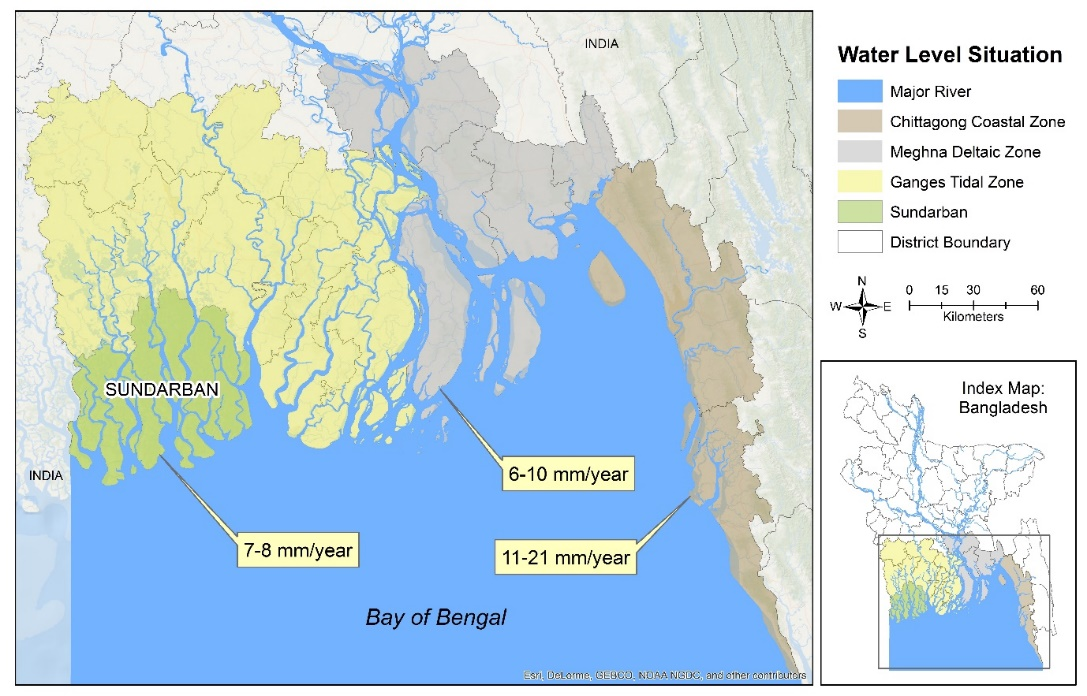 INDIA
SUNDARBAN
INDIA
6-10 mm/year
7-8 mm/year
11-21 mm/year
Bay of Bengal
Esri, DeLorme, GEBCO, NOAA NGDC, and other contributors
Water Level Situation
Major River
Chittagong Coastal Zone
Meghna Deltaic Zone
Ganges Tidal Zone
Sundarban
District Boundary
N
W E
S
0 15 30 60
Kilometers
Index Map:
Bangladesh